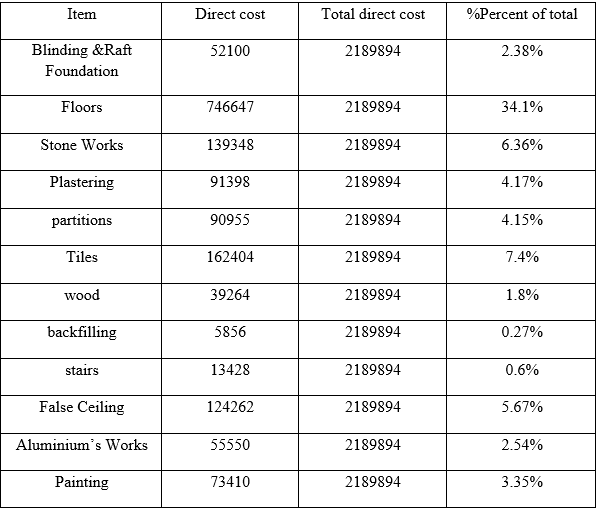 Item Direct cost Total direct cost %Percent of total
Blinding &Raft
Foundation 52100 2189894 2.38%
Floors 746647 2189894 34.1%
Stone Works 139348 2189894 6.36%
Plastering 91398 2189894 4.17%
partitions 90955 2189894 4.15%
Tiles 162404 2189894 7.4%
wood 39264 2189894 1.8%
backfilling 5856 2189894 0.27%
stairs 13428 2189894 0.6%
False Ceiling 124262 2189894 5.67%
Aluminium’s Works 55550 2189894 2.54%
Painting 73410 2189894 3.35%